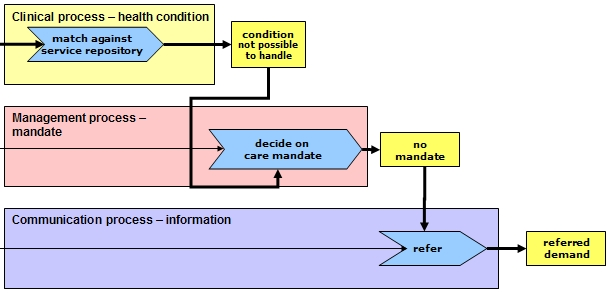 Clinical process – health condition
match against
service repository
condition
not possible
to handle
Management process –
mandate
decide on
care mandate
no
mandate
Communication process – information
refer
referred
demand